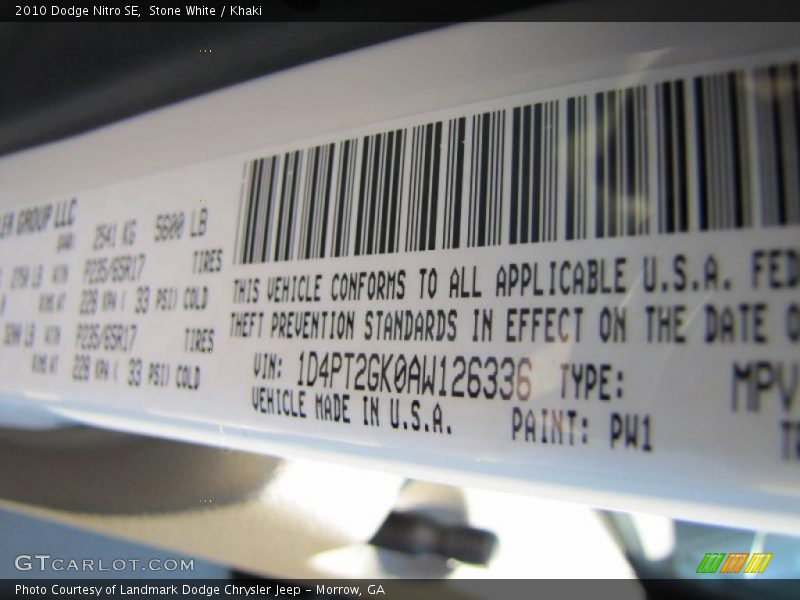 2010 Dodge Nitro SE, Stone White / Khaki
LER GROUP LLC
2541 KG 5600 LB
P235/65R17 TIRES
228 KPA ( 33 PSI) COLD
P235/65R17 TIRES
228 KPA ( 33 PSI) COLD
THIS VEHICLE CONFORMS TO ALL APPLICABLE U.S.A. FED
THEFT PREVENTION STANDARDS IN EFFECT ON THE DATE O
VIN: 1D4PT2GK0AW126336 TYPE: MPV
VEHICLE MADE IN U.S.A. PAINT: PW1
GTCARLOT.COM
Photo Courtesy of Landmark Dodge Chrysler Jeep - Morrow, GA